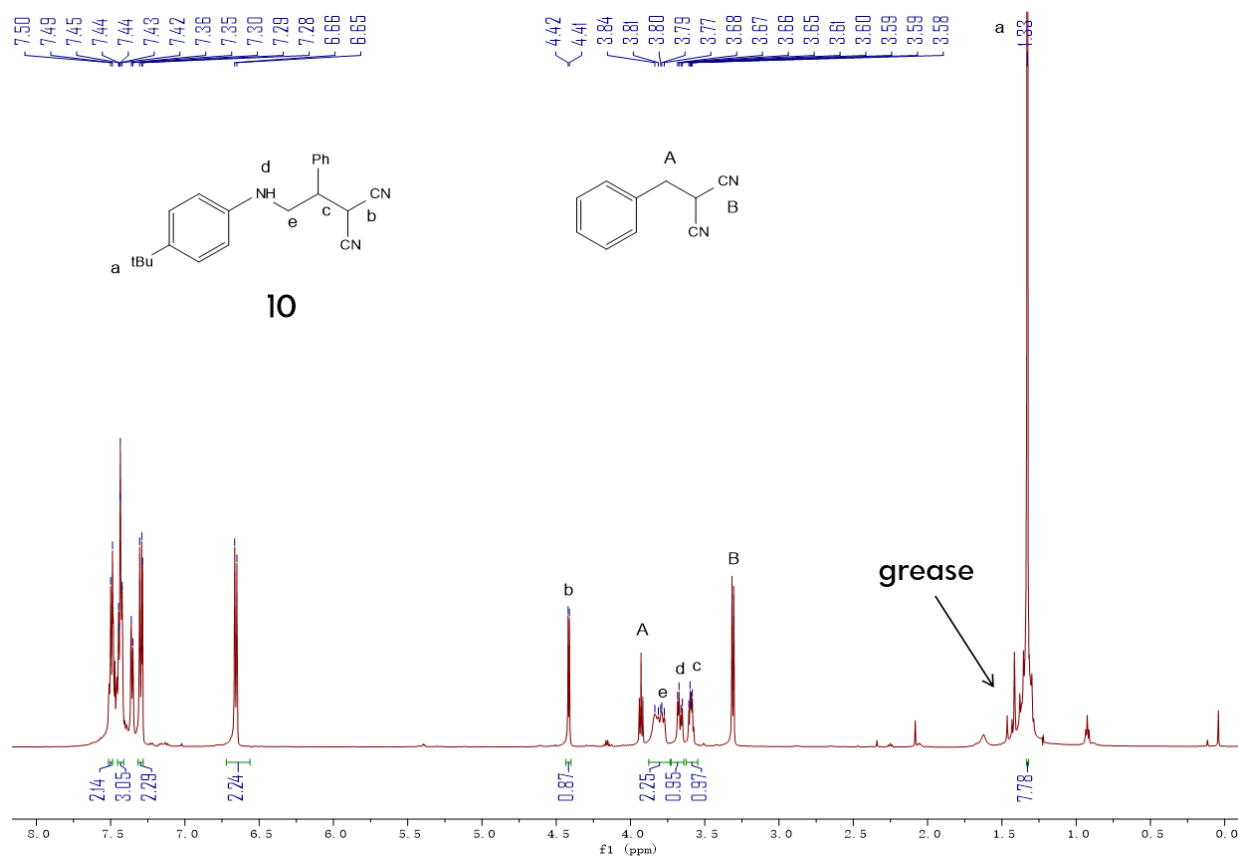 7.50 7.49 7.45 7.44 7.44 7.43 7.42 7.36 7.35 7.30 7.29 7.28 6.66 6.65 4.42 4.41 3.84 3.81 3.80 3.79 3.77 3.68 3.67 3.66 3.65 3.61 3.60 3.59 3.59 3.58 1.33
a
Ph
d
NH
CN
e
c
b
CN
a
tBu
10
A
CN
B
CN
grease
b
A
e
d
c
B
2.14 3.05 2.29 2.24 0.87 2.25 0.95 0.97 7.78
8.0 7.5 7.0 6.5 6.0 5.5 5.0 4.5 4.0 3.5 3.0 2.5 2.0 1.5 1.0 0.5 0.0
f1 (ppm)